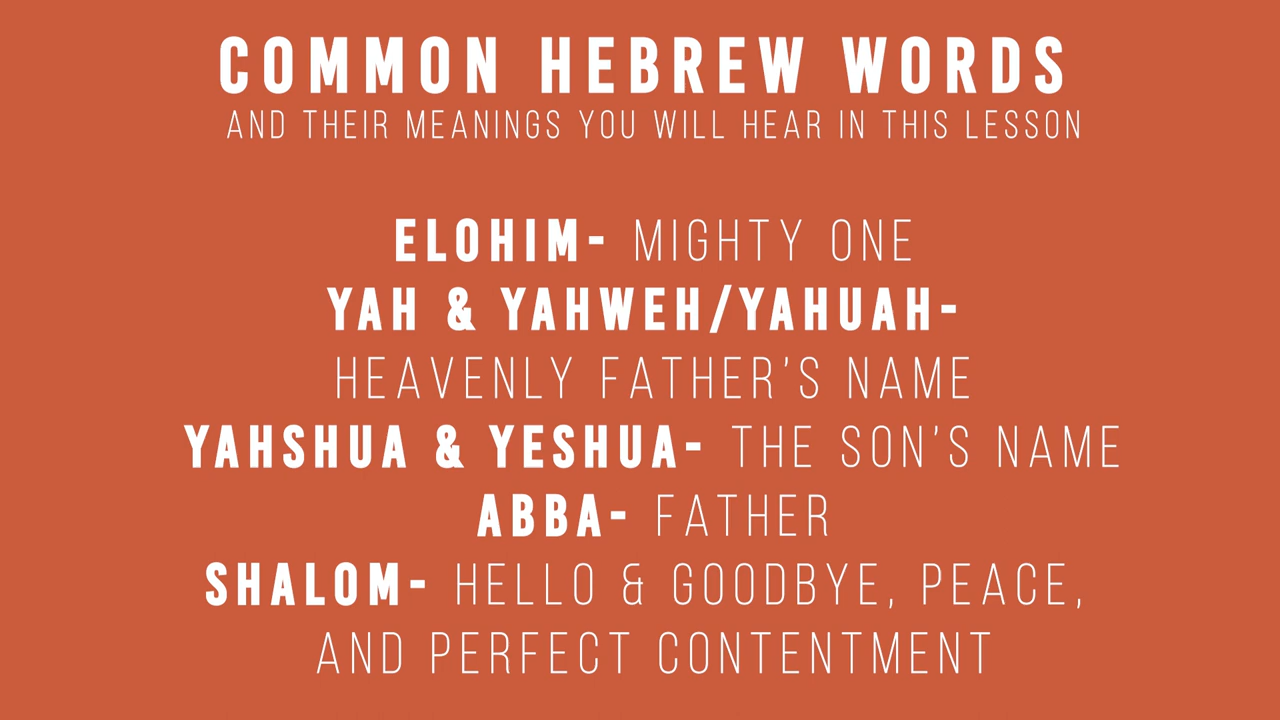 COMMON HEBREW WORDS
AND THEIR MEANINGS YOU WILL HEAR IN THIS LESSON
ELOHIM- MIGHTY ONE
YAH & YAHWEH/YAHUAH-
HEAVENLY FATHER'S NAME
YAHSHUA & YESHUA- THE SON'S NAME
ABBA- FATHER
SHALOM- HELLO & GOODBYE, PEACE,
AND PERFECT CONTENTMENT